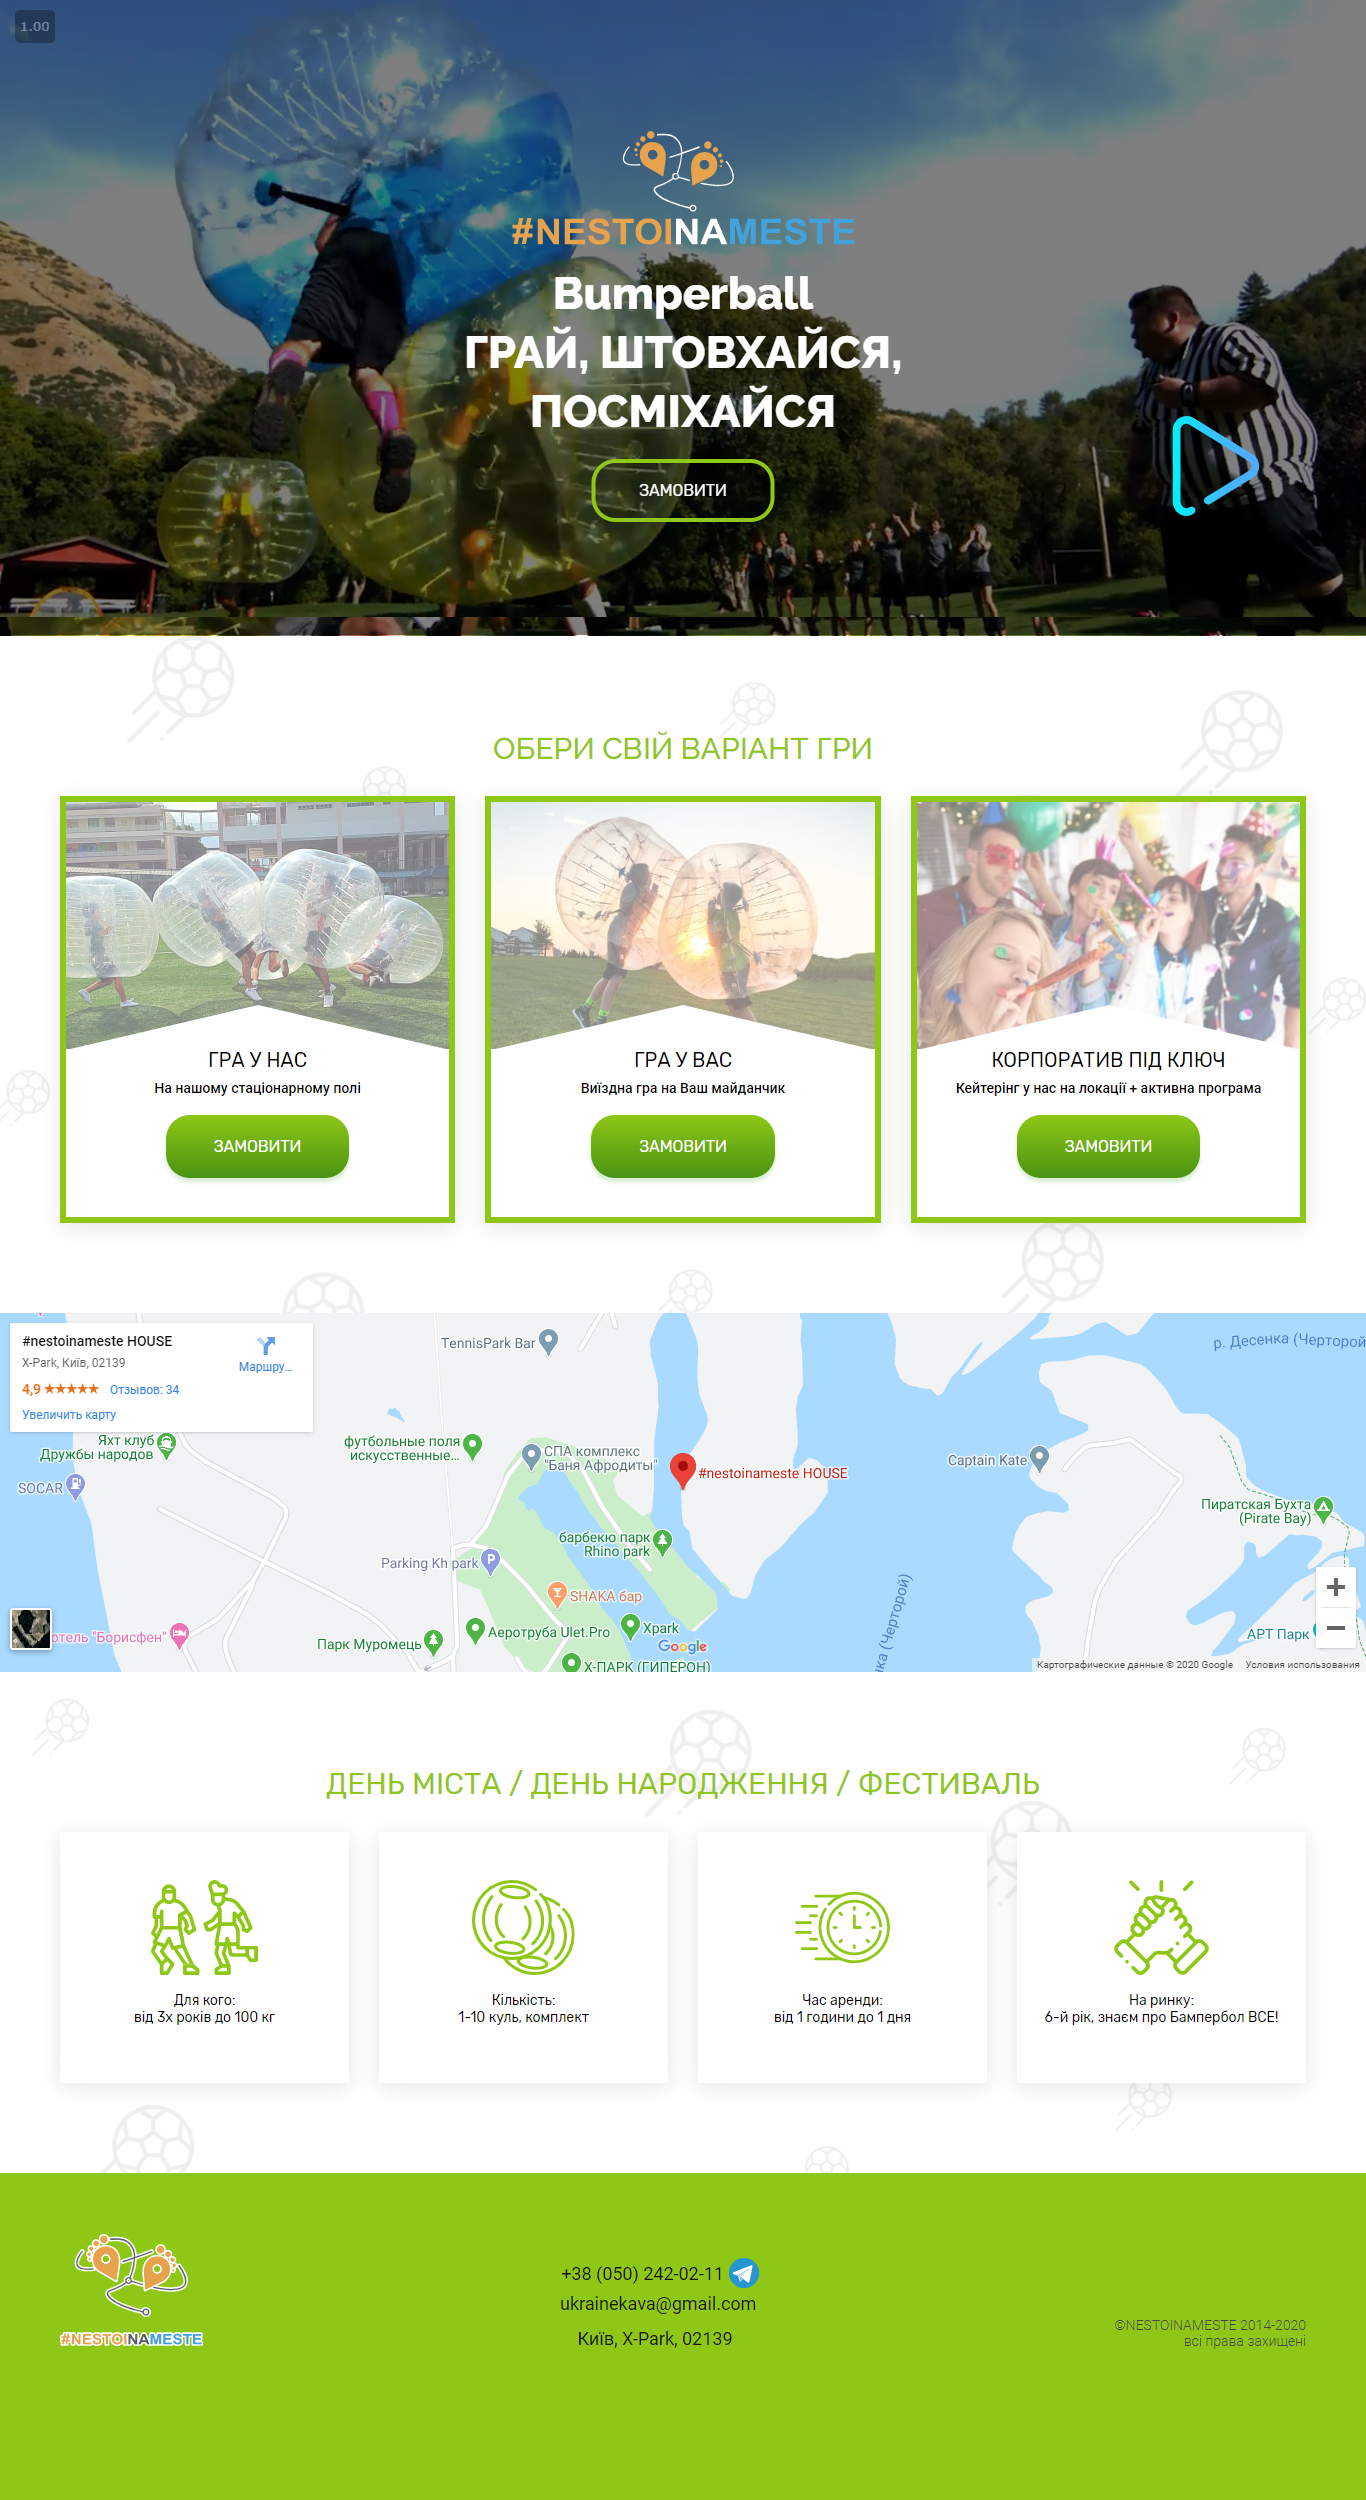 1.00
#NESTOINAMESTE
Bumperball
ГРАЙ, ШТОВХАЙСЯ,
ПОСМІХАЙСЯ
ЗАМОВИТИ
ОБЕРИ СВІЙ ВАРІАНТ ГРИ
ГРА У НАС
На нашому стаціонарному полі
ЗАМОВИТИ
ГРА У ВАС
Виїздна гра на Ваш майданчик
ЗАМОВИТИ
КОРПОРАТИВ ПІД КЛЮЧ
Кейтерінг у нас на локації + активна програма
ЗАМОВИТИ
#nestoinameste HOUSE
X-Park, Київ, 02139
Маршру...
4,9
Отзывов: 34
Увеличить карту
TennisPark Bar
р. Десенка (Черторой
Яхт клуб
Дружбы народов
футбольные поля
искусственные...
СПА комплекс
"Баня Афродиты"
#nestoinameste HOUSE
Captain Kate
SOCAR
Пиратская Бухта
(Pirate Bay)
барбекю парк
Rhino park
Parking Kh park
SHAKA бар
нка (Черторой)
ртель "Борисфен"
Парк Муромець
Аеротруба Ulet.Pro
Xpark
Google
Х-ПАРК (ГИПЕРОН)
АРТ Парк
Картографические данные © 2020 Google
Условия использования
ДЕНЬ МІСТА / ДЕНЬ НАРОДЖЕННЯ / ФЕСТИВАЛЬ
Для кого:
від 3х років до 100 кг
Кількість:
1-10 куль, комплект
Час аренди:
від 1 години до 1 дня
На ринку:
6-й рік, знаєм про Бампербол ВСЕ!
#NESTOINAMESTE
+38 (050) 242-02-11
ukrainekava@gmail.com
Київ, X-Park, 02139
©NESTOINAMESTE 2014-2020
всі права захищені